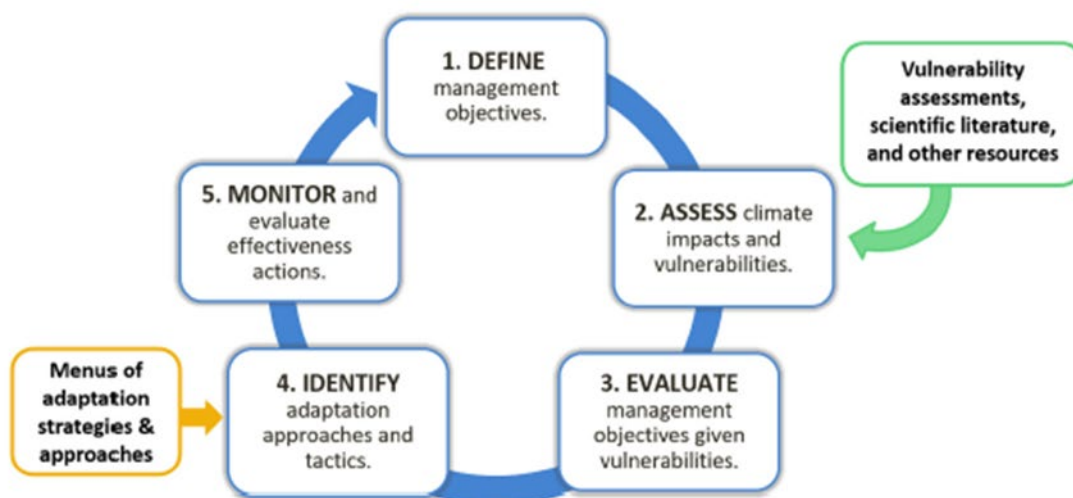 1. DEFINE
management
objectives.
Vulnerability
assessments,
scientific literature,
and other resources
2. ASSESS climate
impacts and
vulnerabilities.
3. EVALUATE
management
objectives given
vulnerabilities.
4. IDENTIFY
adaptation
approaches and
tactics.
Menus of
adaptation
strategies &
approaches
5. MONITOR and
evaluate
effectiveness
actions.